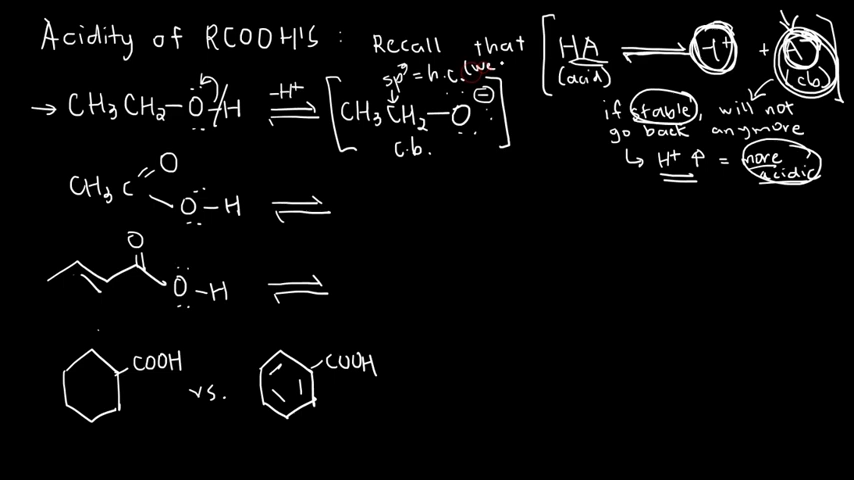 Acidity of RCOOH'S : Recall that [ HA ⇌ H⁺ + A⁻ ]
(acid) (cb)
sp³ = h.c. (we.
→ CH₃CH₂–O–H –H⁺ ⇌ [ CH₃CH₂–O ⊖ ]
c.b.
if stable, will not
go back anymore
↳ H⁺ ↑ = more
acidic
CH₃ C O
O–H ⇌
O
O–H ⇌
COOH vs. COOH